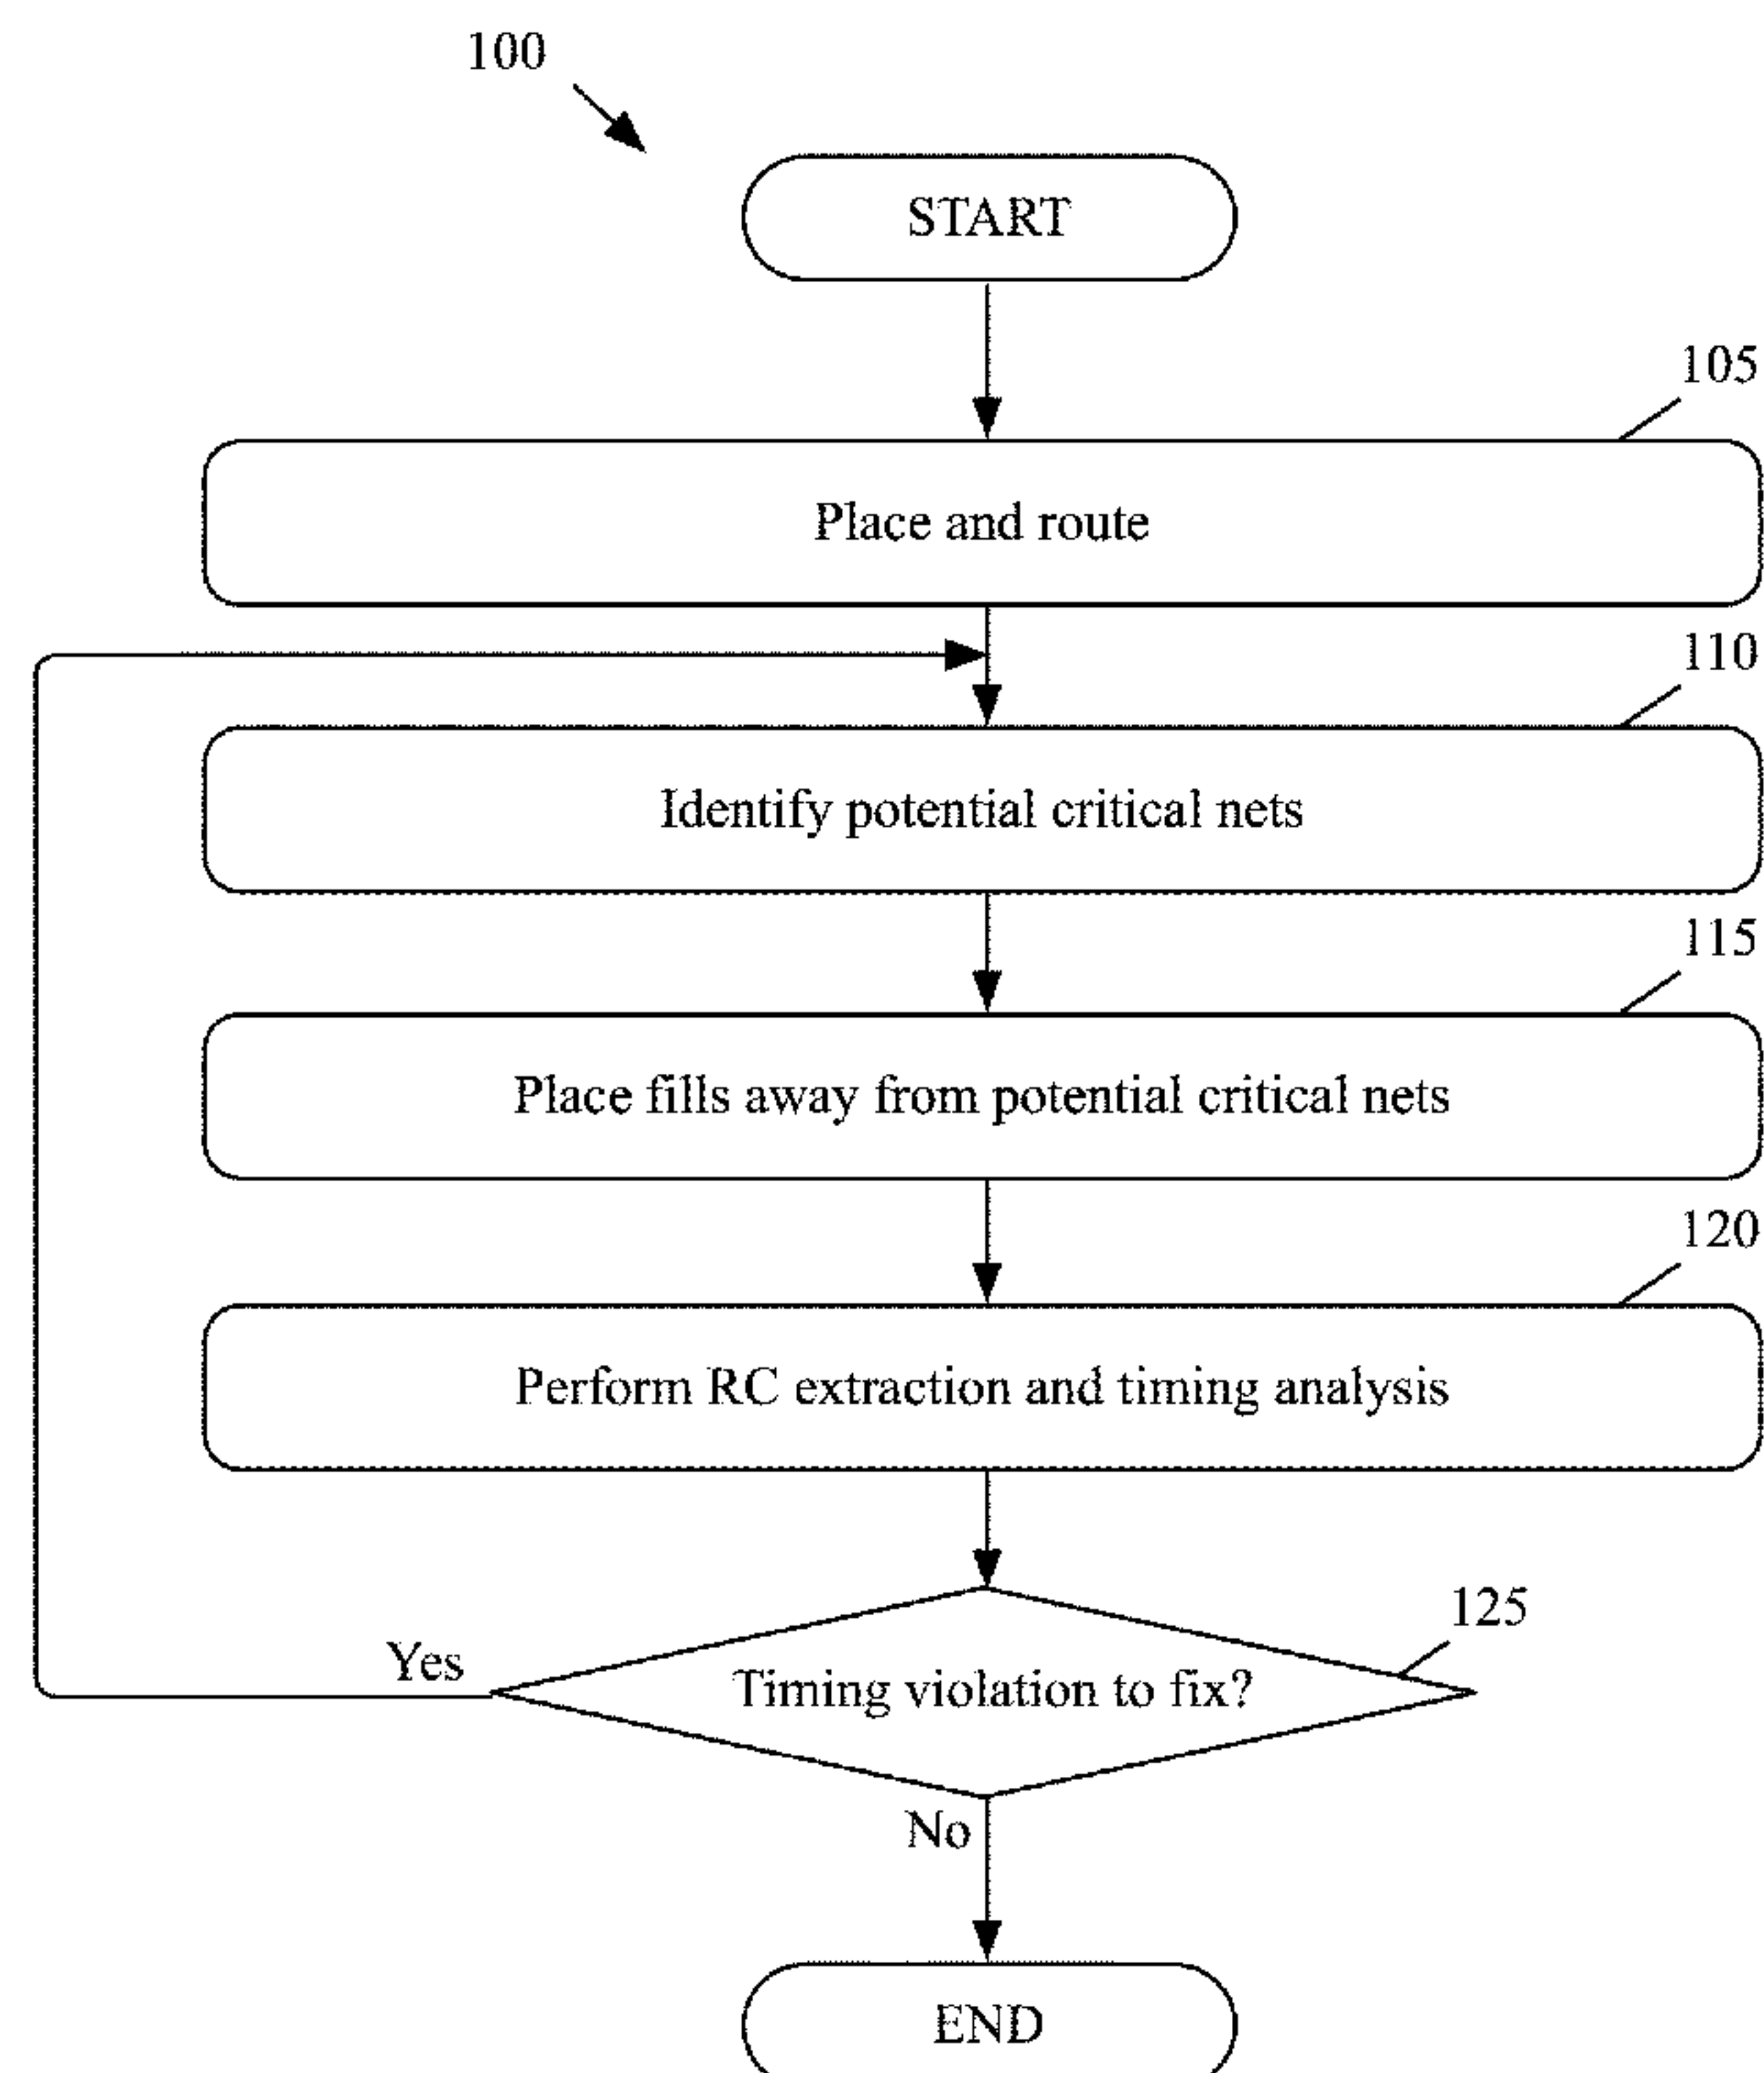 100
START
105
Place and route
110
Identify potential critical nets
115
Place fills away from potential critical nets
120
Perform RC extraction and timing analysis
125
Yes
Timing violation to fix?
No
END